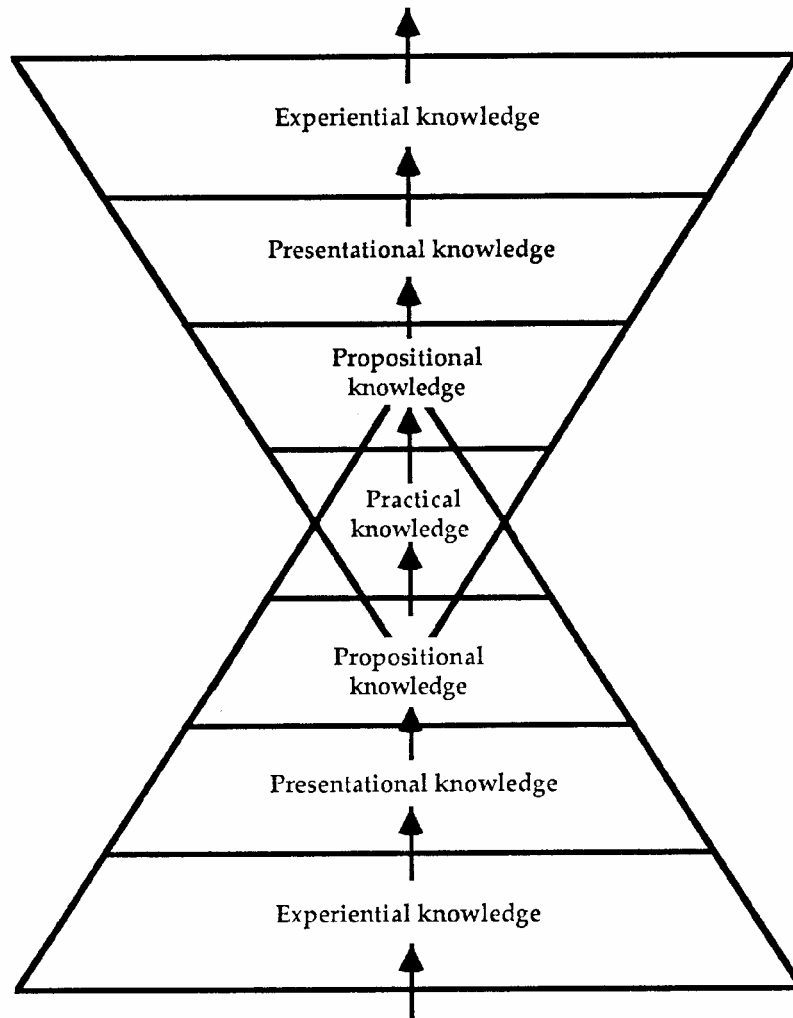 Experiential knowledge
Presentational knowledge
Propositional
knowledge
Practical
knowledge
Propositional
knowledge
Presentational knowledge
Experiential knowledge